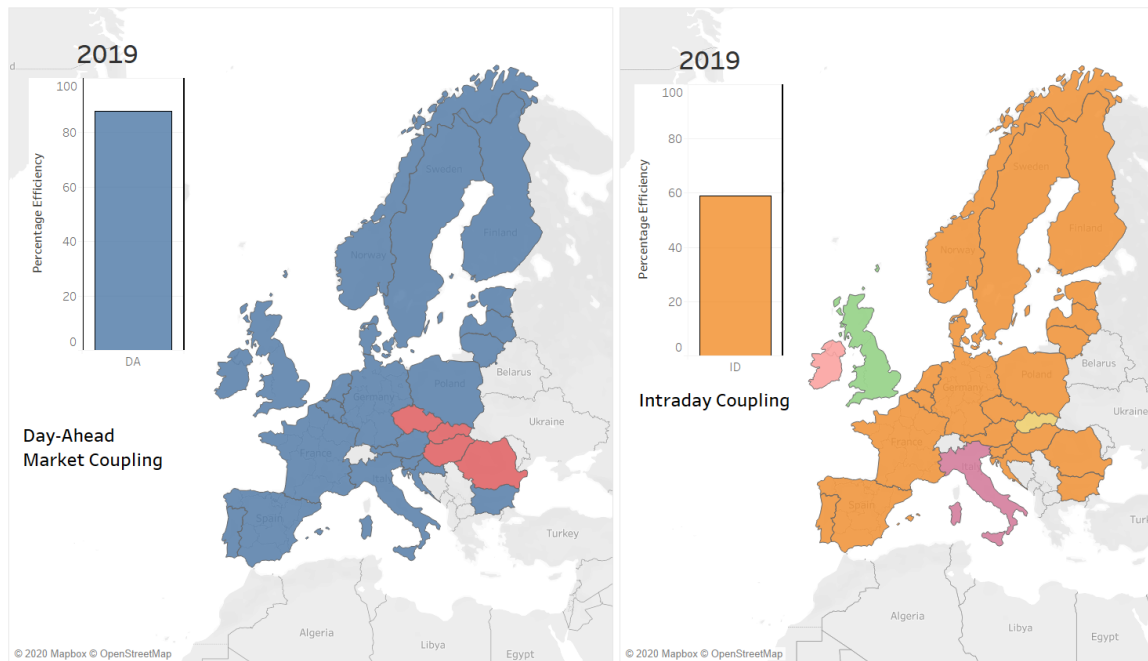 2019
Percentage Efficiency
100
80
60
40
20
0
DA
Day-Ahead
Market Coupling
Sweden
Finland
Norway
Belarus
Poland
Germany
Ukraine
France
Spain
Turkey
Algeria
Libya
Egypt
© 2020 Mapbox © OpenStreetMap
2019
Percentage Efficiency
100
80
60
40
20
0
ID
Intraday Coupling
Sweden
Finland
Norway
Belarus
Poland
Germany
Ukraine
France
Italy
Spain
Turk
Algeria
Libya
Egypt
© 2020 Mapbox © OpenStreetMap